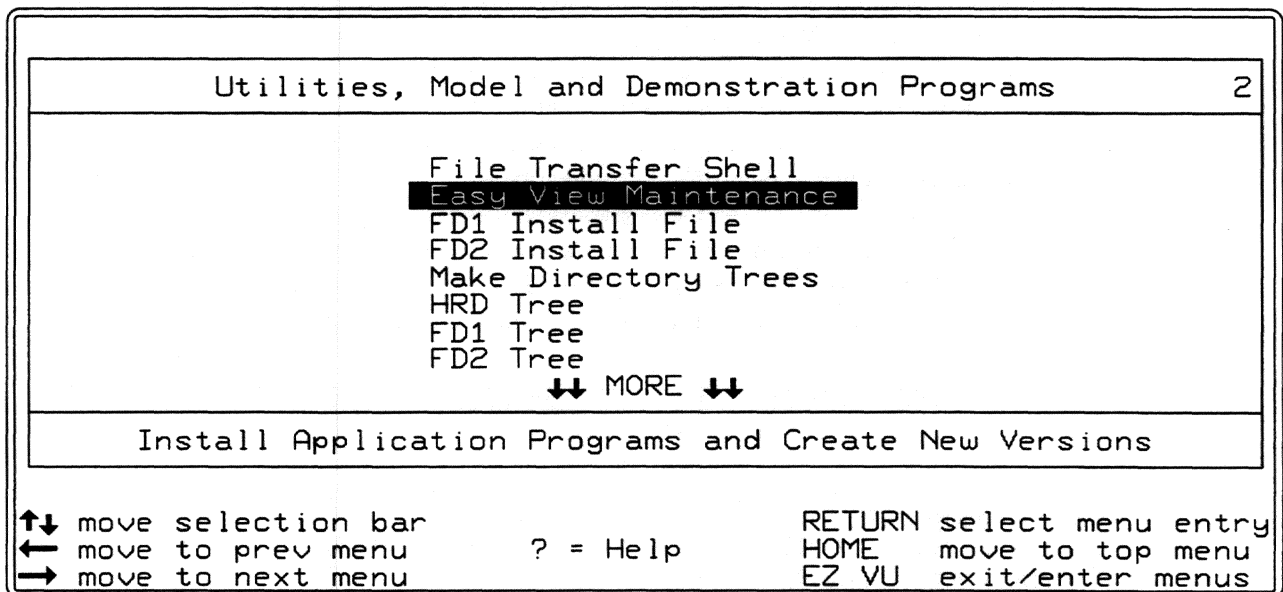 Utilities, Model and Demonstration Programs 2
File Transfer Shell
Easy View Maintenance
FD1 Install File
FD2 Install File
Make Directory Trees
HRD Tree
FD1 Tree
FD2 Tree
↓↓ MORE ↓↓
Install Application Programs and Create New Versions
↑↓ move selection bar RETURN select menu entry
← move to prev menu ? = Help HOME move to top menu
→ move to next menu EZ VU exit/enter menus